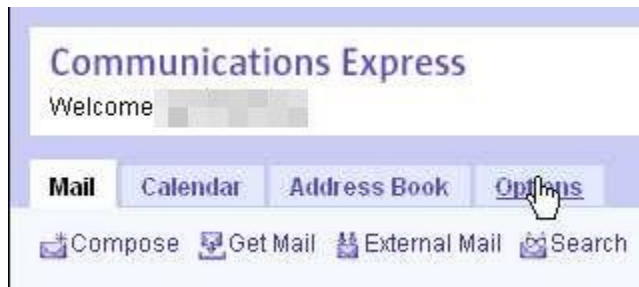 Communications Express
Welcome
Mail Calendar Address Book Options
Compose Get Mail External Mail Search